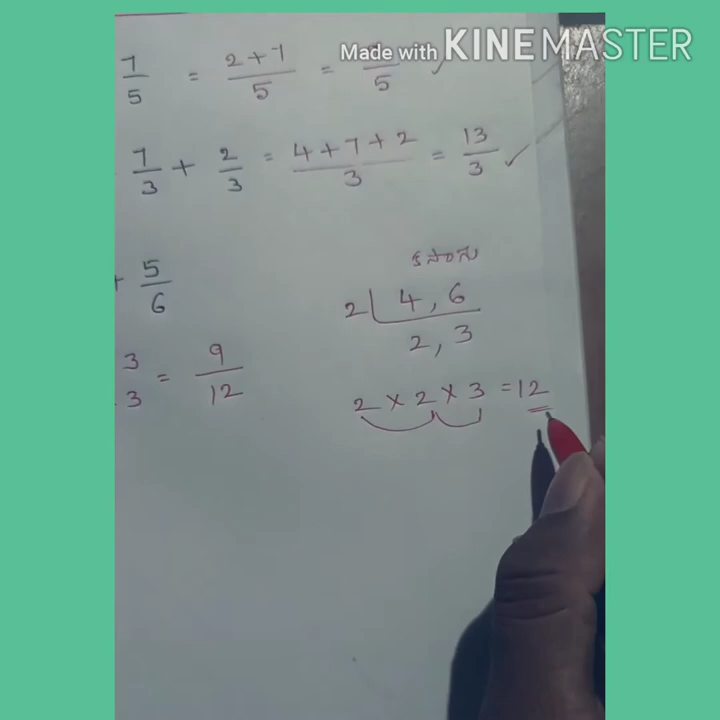 Made with KINEMASTER
7/5 = 2+7/5 = /5 ✓
7/3 + 2/3 = 4+7+2/3 = 13/3 ✓
క సా గు
+ 5/6
2 | 4, 6
2, 3
3/3 = 9/12
2 × 2 × 3 = 12